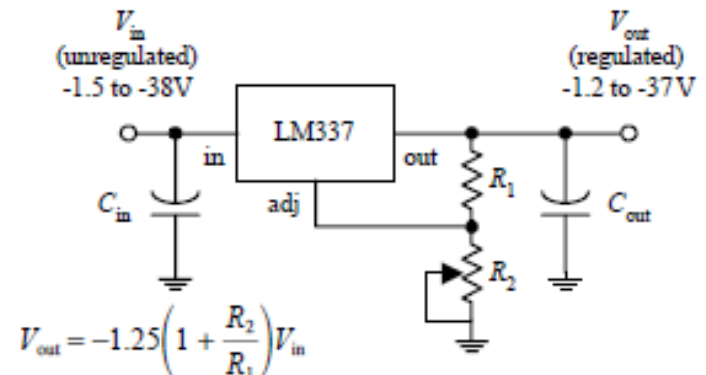 V_in
(unregulated)
-1.5 to -38V
V_out
(regulated)
-1.2 to -37V
LM337
in
out
adj
C_in
R_1
C_out
R_2
V_out = -1.25(1 + R_2/R_1)V_in